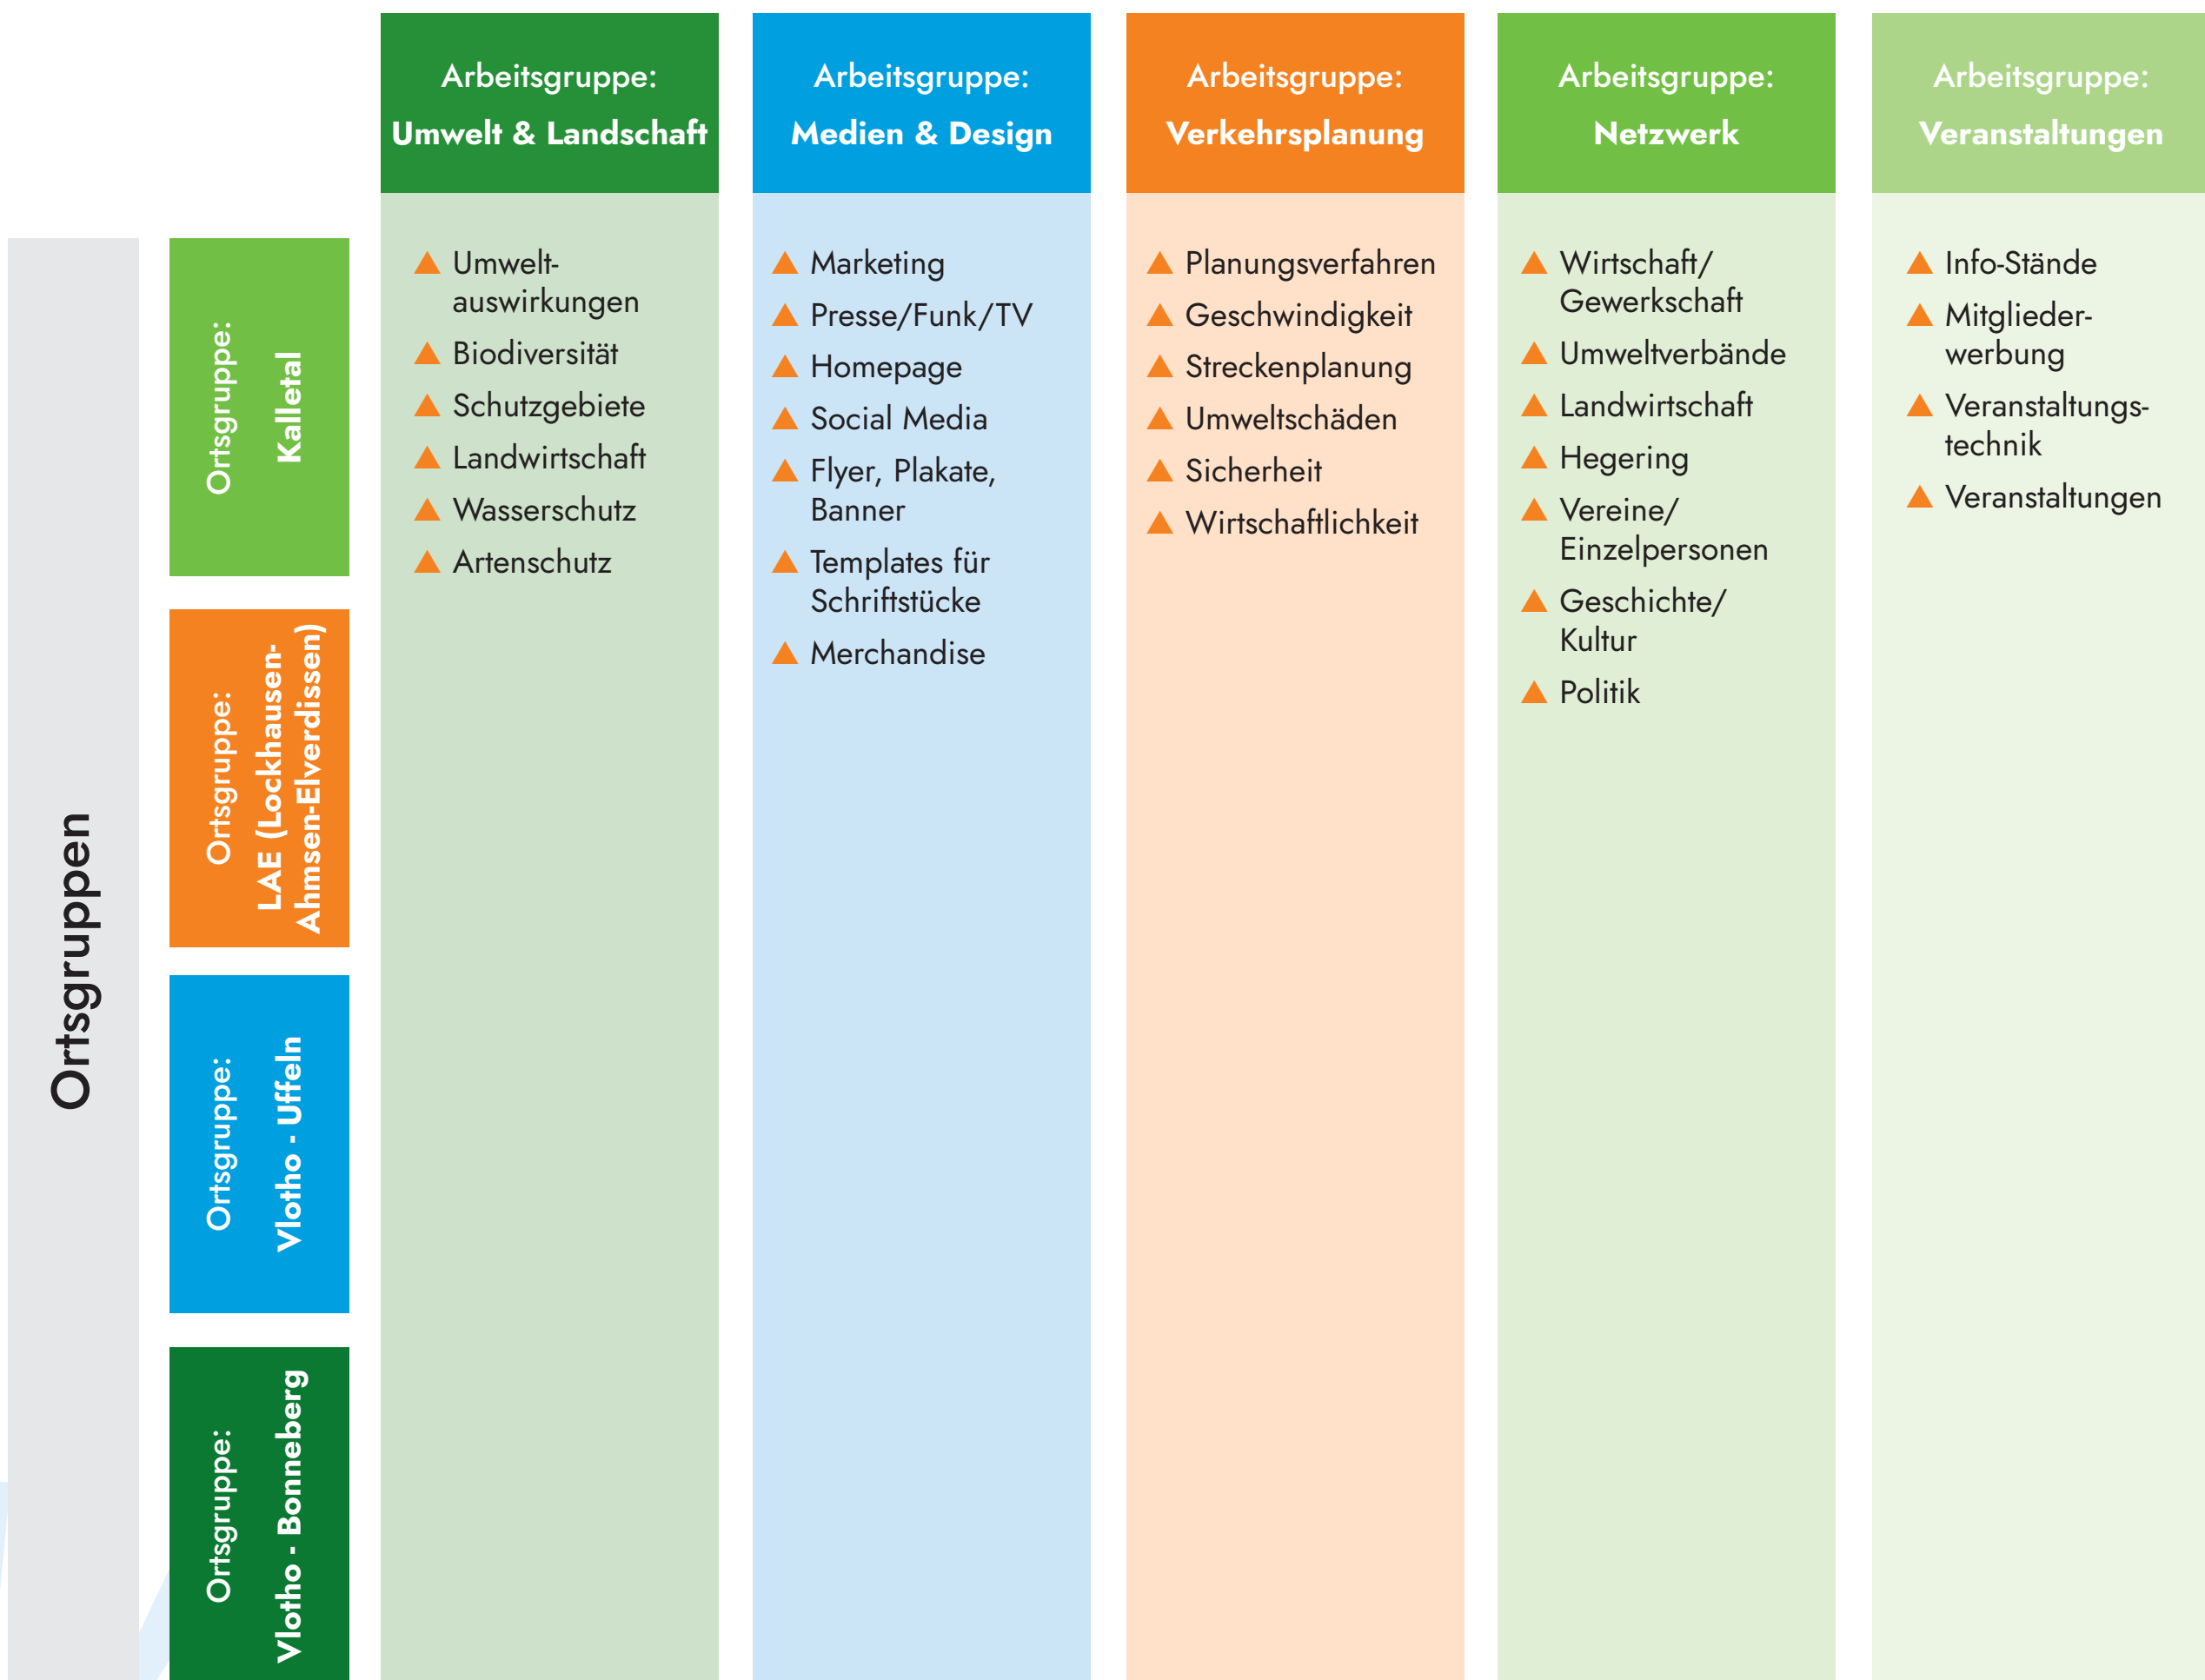 Arbeitsgruppe:
Umwelt & Landschaft
Arbeitsgruppe:
Medien & Design
Arbeitsgruppe:
Verkehrsplanung
Arbeitsgruppe:
Netzwerk
Arbeitsgruppe:
Veranstaltungen
Ortsgruppen
Ortsgruppe:
Kalletal
Ortsgruppe:
LAE (Lockhausen-
Ahmsen-Elverdissen)
Ortsgruppe:
Vlotho - Uffeln
Ortsgruppe:
Vlotho - Bonneberg
Umwelt-
auswirkungen
Biodiversität
Schutzgebiete
Landwirtschaft
Wasserschutz
Artenschutz
Marketing
Presse/Funk/TV
Homepage
Social Media
Flyer, Plakate,
Banner
Templates für
Schriftstücke
Merchandise
Planungsverfahren
Geschwindigkeit
Streckenplanung
Umweltschäden
Sicherheit
Wirtschaftlichkeit
Wirtschaft/
Gewerkschaft
Umweltverbände
Landwirtschaft
Hegering
Vereine/
Einzelpersonen
Geschichte/
Kultur
Politik
Info-Stände
Mitglieder-
werbung
Veranstaltungs-
technik
Veranstaltungen